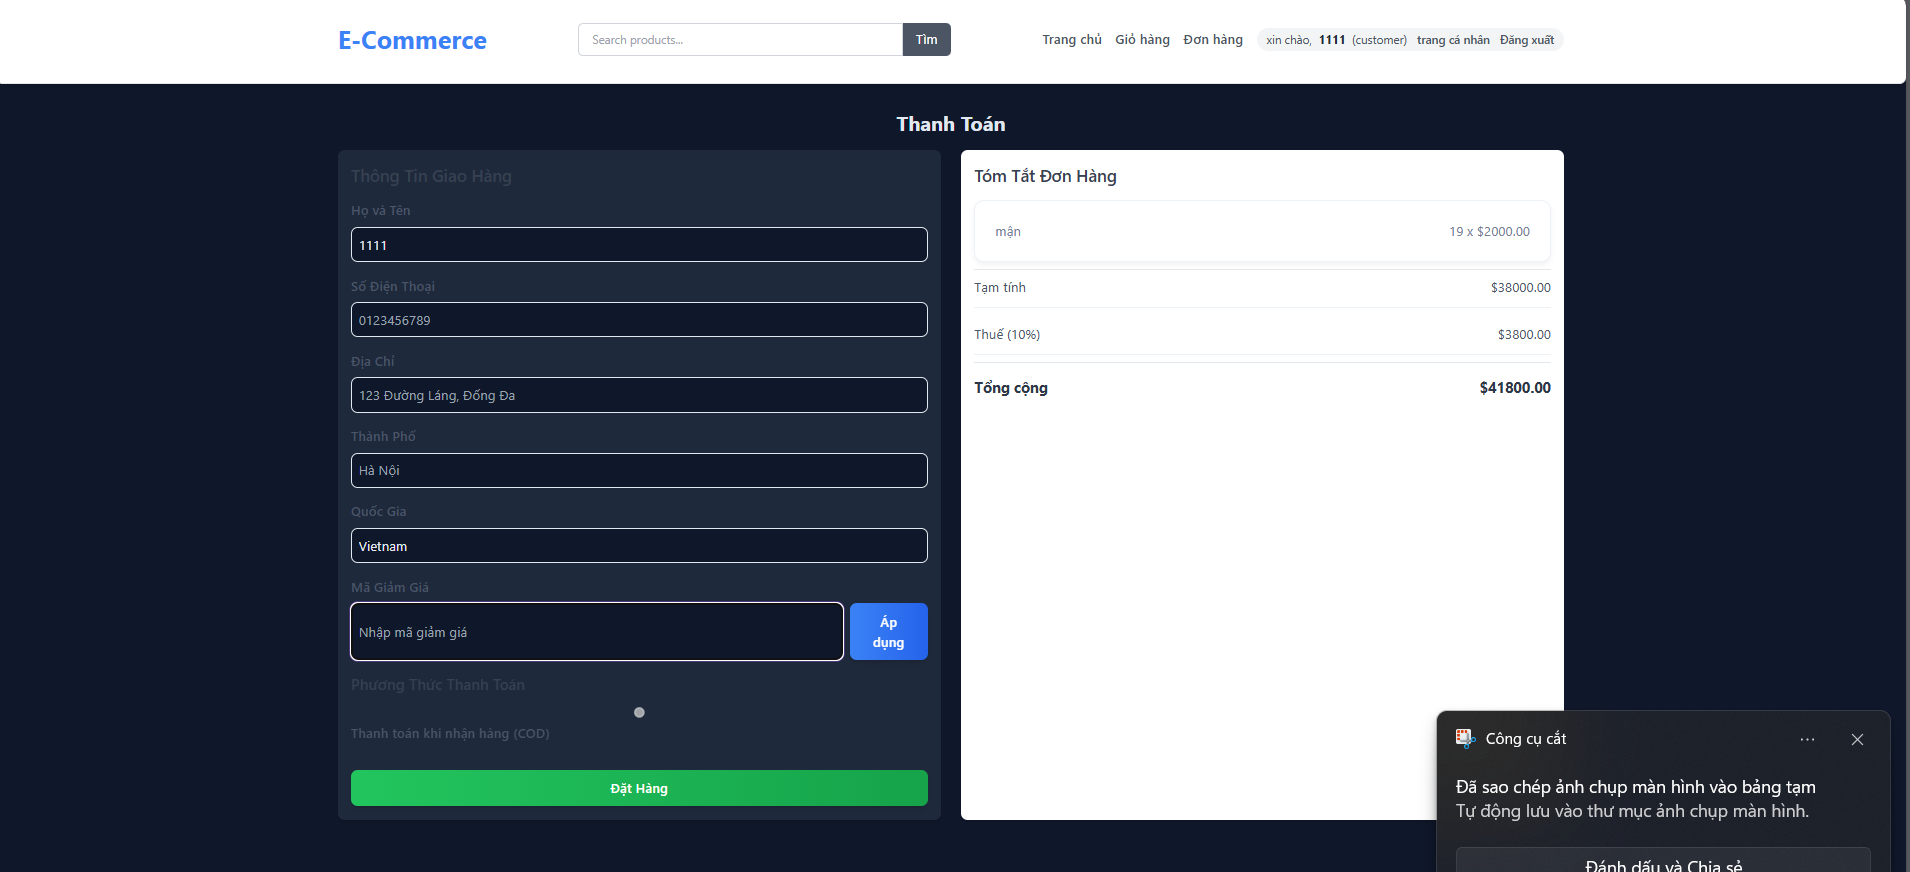 E-Commerce
Search products...
Tìm
Trang chủ
Giỏ hàng
Đơn hàng
xin chào, 1111 (customer)
trang cá nhân
Đăng xuất
Thanh Toán
Thông Tin Giao Hàng
Họ và Tên
1111
Số Điện Thoại
0123456789
Địa Chỉ
123 Đường Láng, Đống Đa
Thành Phố
Hà Nội
Quốc Gia
Vietnam
Mã Giảm Giá
Nhập mã giảm giá
Áp
dụng
Phương Thức Thanh Toán
Thanh toán khi nhận hàng (COD)
Đặt Hàng
Tóm Tắt Đơn Hàng
mận 19 x $2000.00
Tạm tính $38000.00
Thuế (10%) $3800.00
Tổng cộng $41800.00
Công cụ cắt
Đã sao chép ảnh chụp màn hình vào bảng tạm
Tự động lưu vào thư mục ảnh chụp màn hình.
Đánh dấu và Chia sẻ